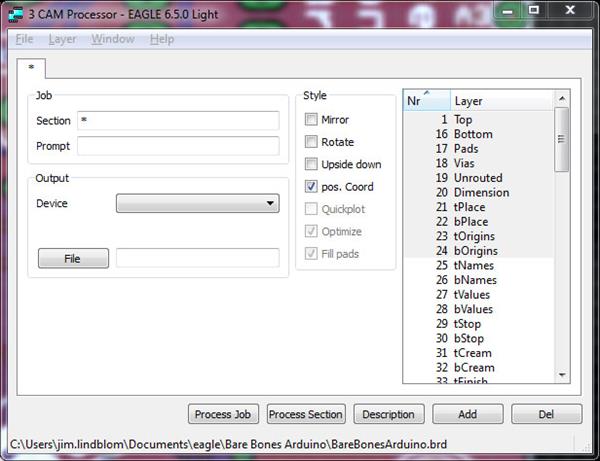 3 CAM Processor - EAGLE 6.5.0 Light
File Layer Window Help
*
Job
Section *
Prompt
Output
Device
File
Style
Mirror
Rotate
Upside down
pos. Coord
Quickplot
Optimize
Fill pads
Nr Layer
1 Top
16 Bottom
17 Pads
18 Vias
19 Unrouted
20 Dimension
21 tPlace
22 bPlace
23 tOrigins
24 bOrigins
25 tNames
26 bNames
27 tValues
28 bValues
29 tStop
30 bStop
31 tCream
32 bCream
33 tFinish
Process Job Process Section Description Add Del
C:\Users\jim.lindblom\Documents\eagle\Bare Bones Arduino\BareBonesArduino.brd